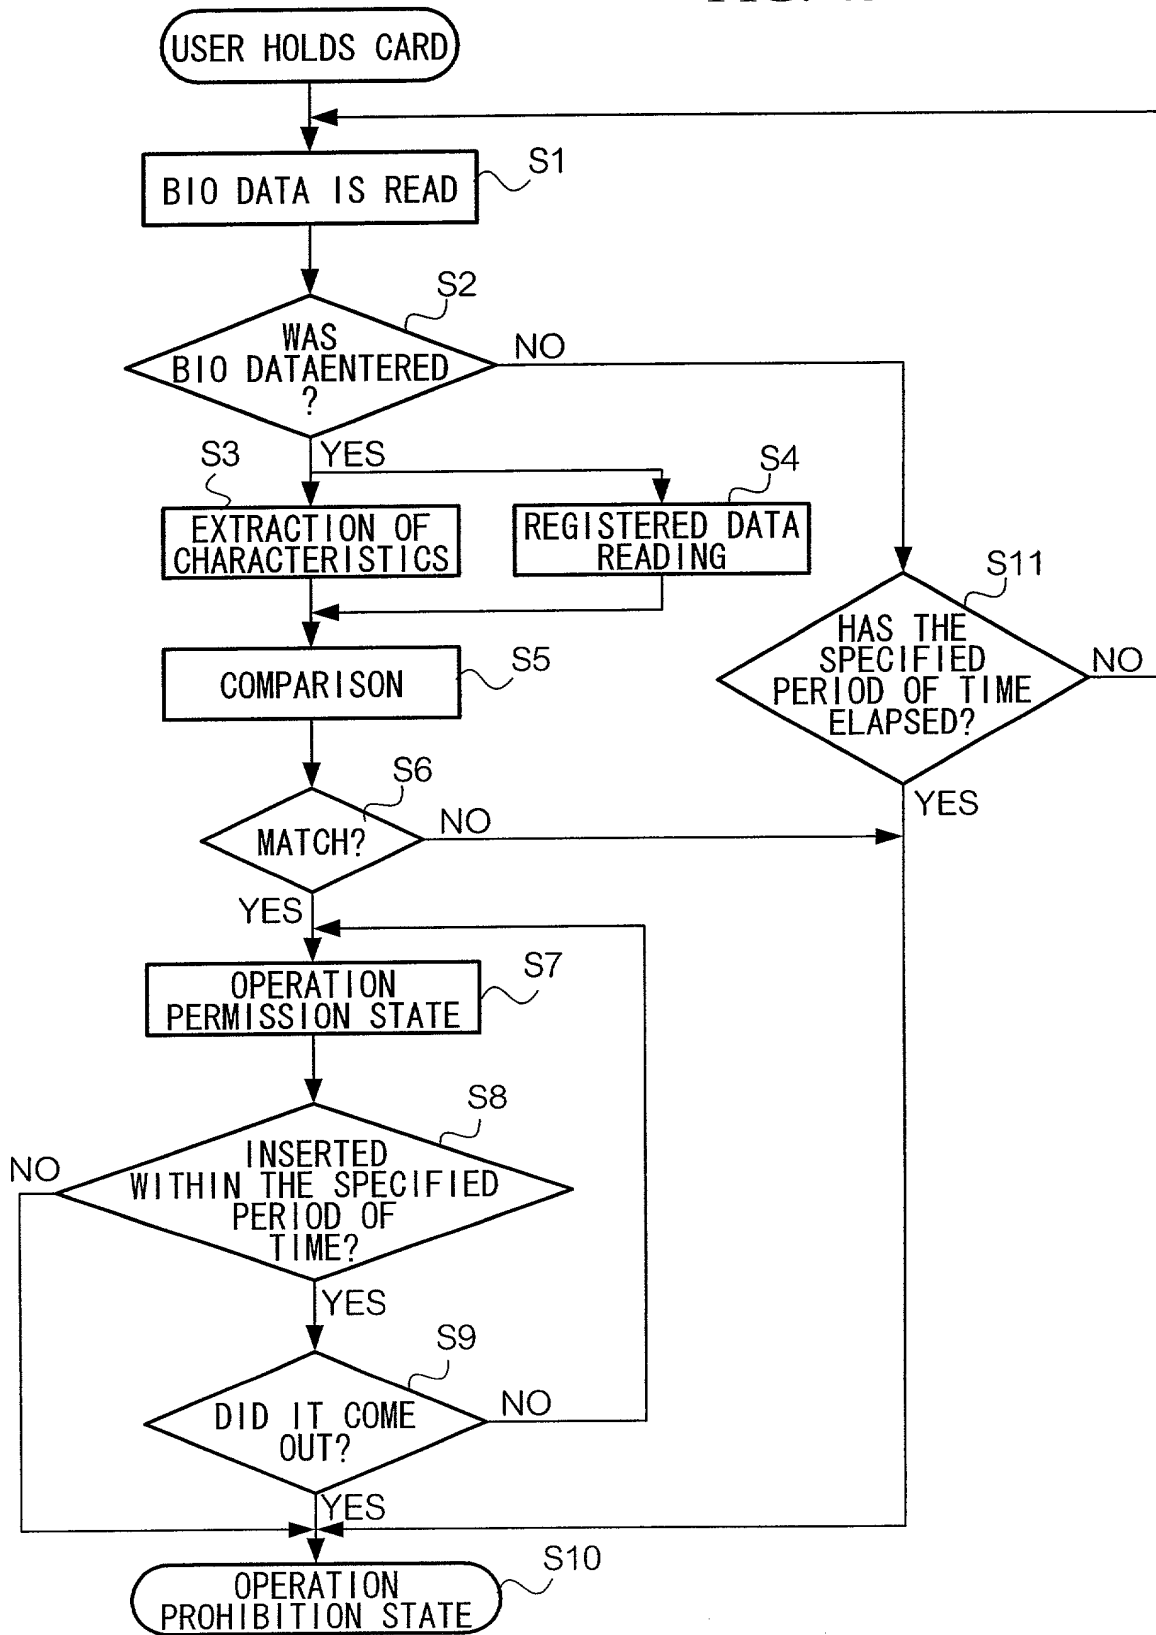 USER HOLDS CARD
S1
BIO DATA IS READ
S2
WAS
BIO DATAENTERED
?
NO
YES
S3
EXTRACTION OF
CHARACTERISTICS
S4
REGISTERED DATA
READING
S11
HAS THE
SPECIFIED
PERIOD OF TIME
ELAPSED?
NO
YES
S5
COMPARISON
S6
MATCH?
NO
YES
S7
OPERATION
PERMISSION STATE
S8
INSERTED
WITHIN THE SPECIFIED
PERIOD OF
TIME?
NO
YES
S9
DID IT COME
OUT?
NO
YES
S10
OPERATION
PROHIBITION STATE